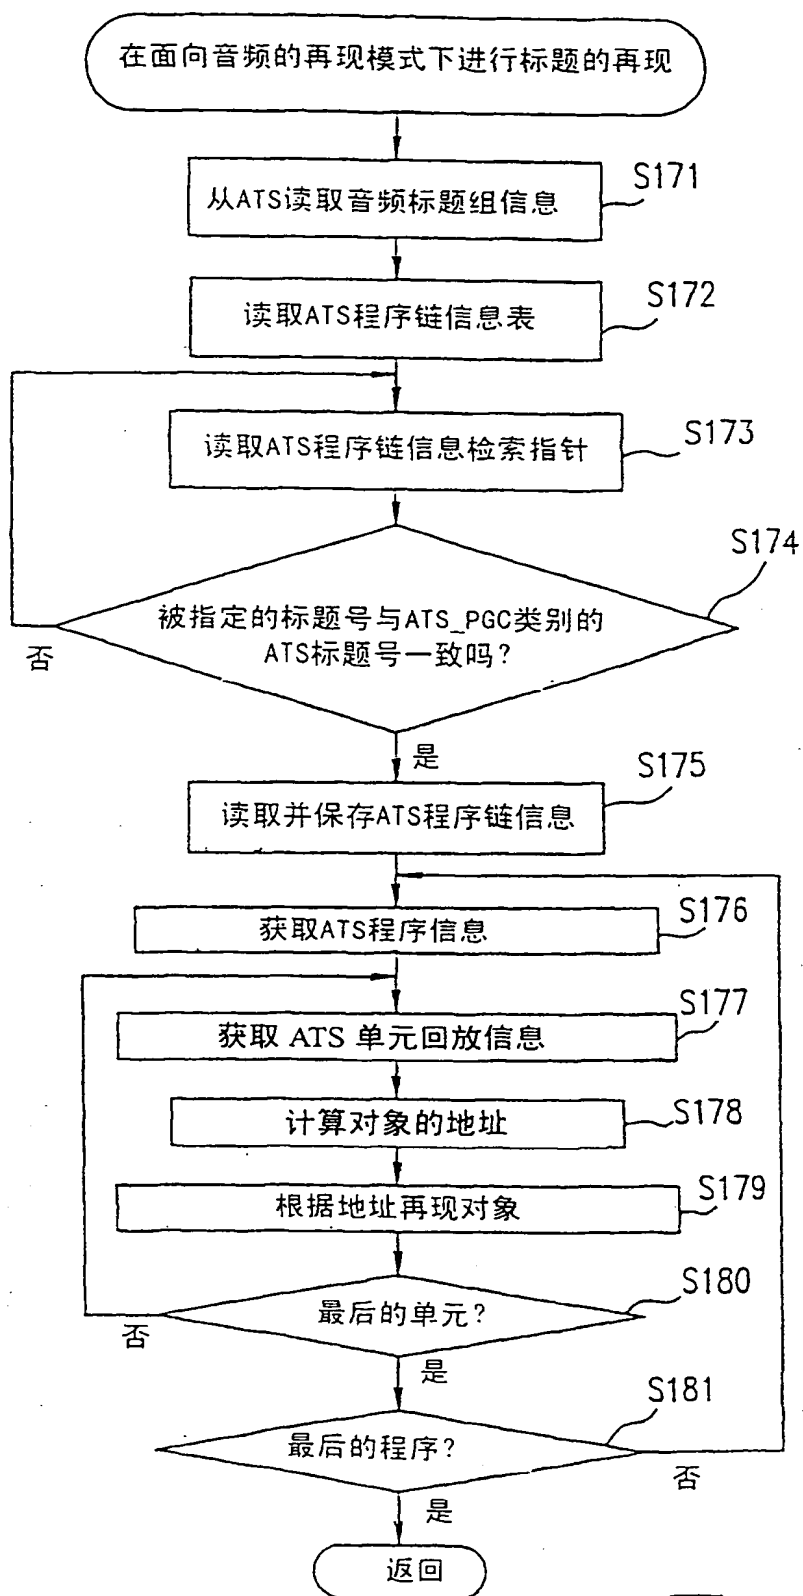 在面向音频的再现模式下进行标题的再现
从ATS读取音频标题组信息
S171
读取ATS程序链信息表
S172
读取ATS程序链信息检索指针
S173
S174
被指定的标题号与ATS_PGC类别的
ATS标题号一致吗?
否
是
S175
读取并保存ATS程序链信息
S176
获取ATS程序信息
S177
获取 ATS 单元回放信息
S178
计算对象的地址
S179
根据地址再现对象
S180
最后的单元?
否
是
S181
最后的程序?
否
是
返回